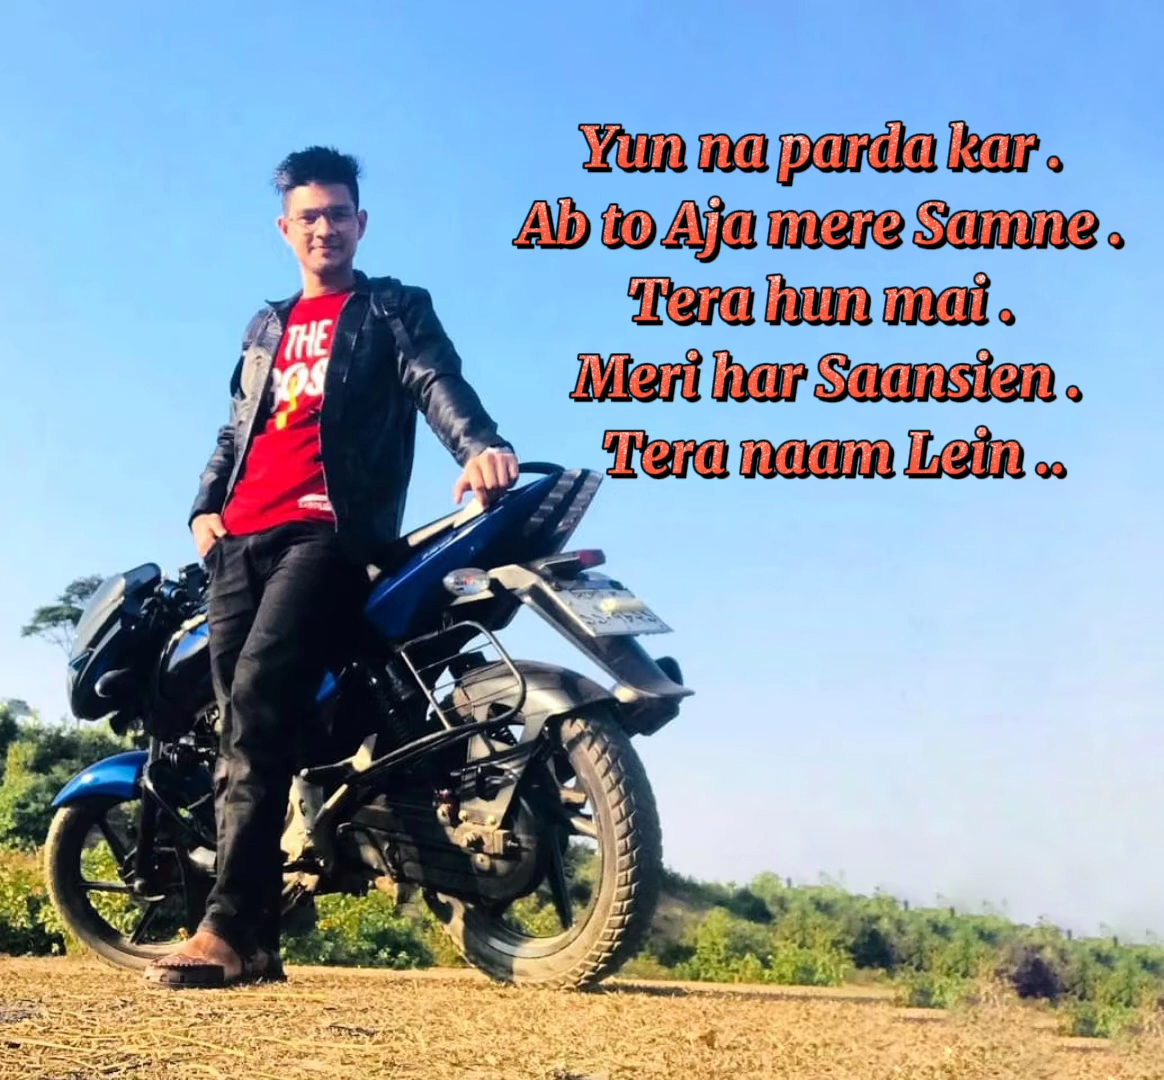 Yun na parda kar .
Ab to Aja mere Samne .
Tera hun mai .
Meri har Saansien .
Tera naam Lein ..
THE